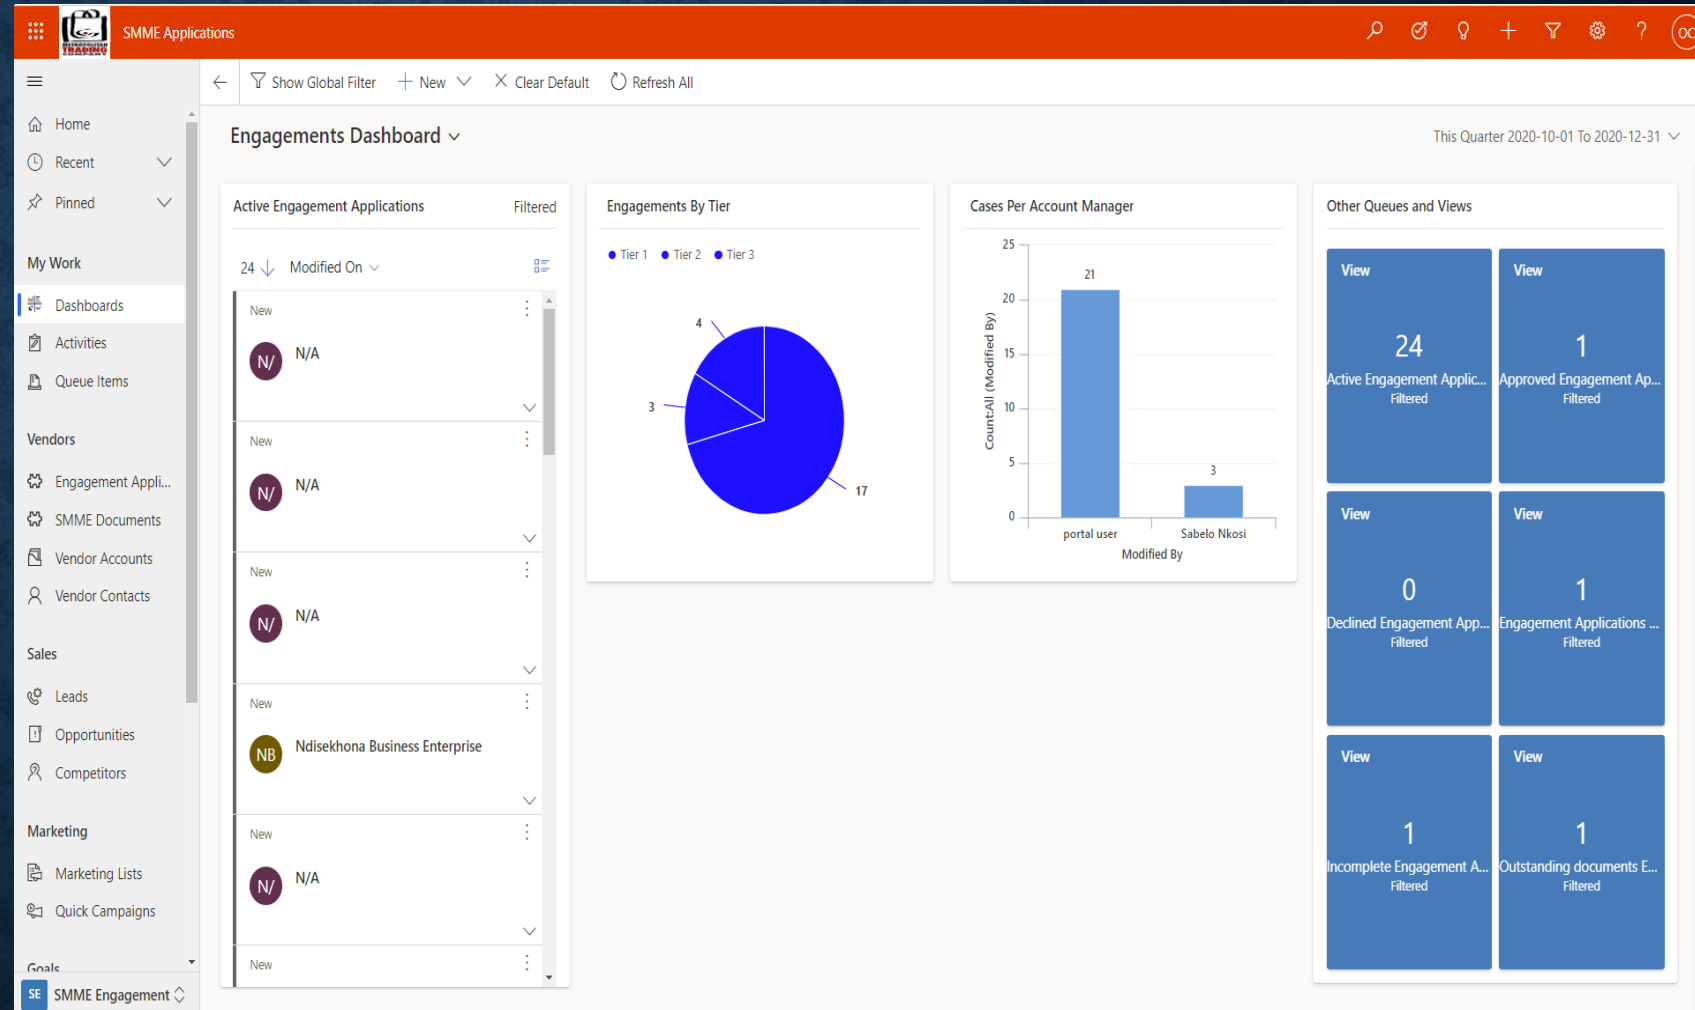 METROPOLITAN
TRADING
COMPANY
SMME Applications
OC
Show Global Filter
New
Clear Default
Refresh All
Home
Recent
Pinned
My Work
Dashboards
Activities
Queue Items
Vendors
Engagement Appli...
SMME Documents
Vendor Accounts
Vendor Contacts
Sales
Leads
Opportunities
Competitors
Marketing
Marketing Lists
Quick Campaigns
Goals
SE
SMME Engagement
Engagements Dashboard
This Quarter 2020-10-01 To 2020-12-31
Active Engagement Applications
Filtered
24
Modified On
New
N/
N/A
New
N/
N/A
New
N/
N/A
New
NB
Ndisekhona Business Enterprise
New
N/
N/A
New
Engagements By Tier
Tier 1
Tier 2
Tier 3
4
3
17
Cases Per Account Manager
Count:All (Modified By)
25
20
15
10
5
0
21
3
portal user
Sabelo Nkosi
Modified By
Other Queues and Views
View
24
Active Engagement Applic...
Filtered
View
1
Approved Engagement Ap...
Filtered
View
0
Declined Engagement App...
Filtered
View
1
Engagement Applications ...
Filtered
View
1
Incomplete Engagement A...
Filtered
View
1
Outstanding documents E...
Filtered